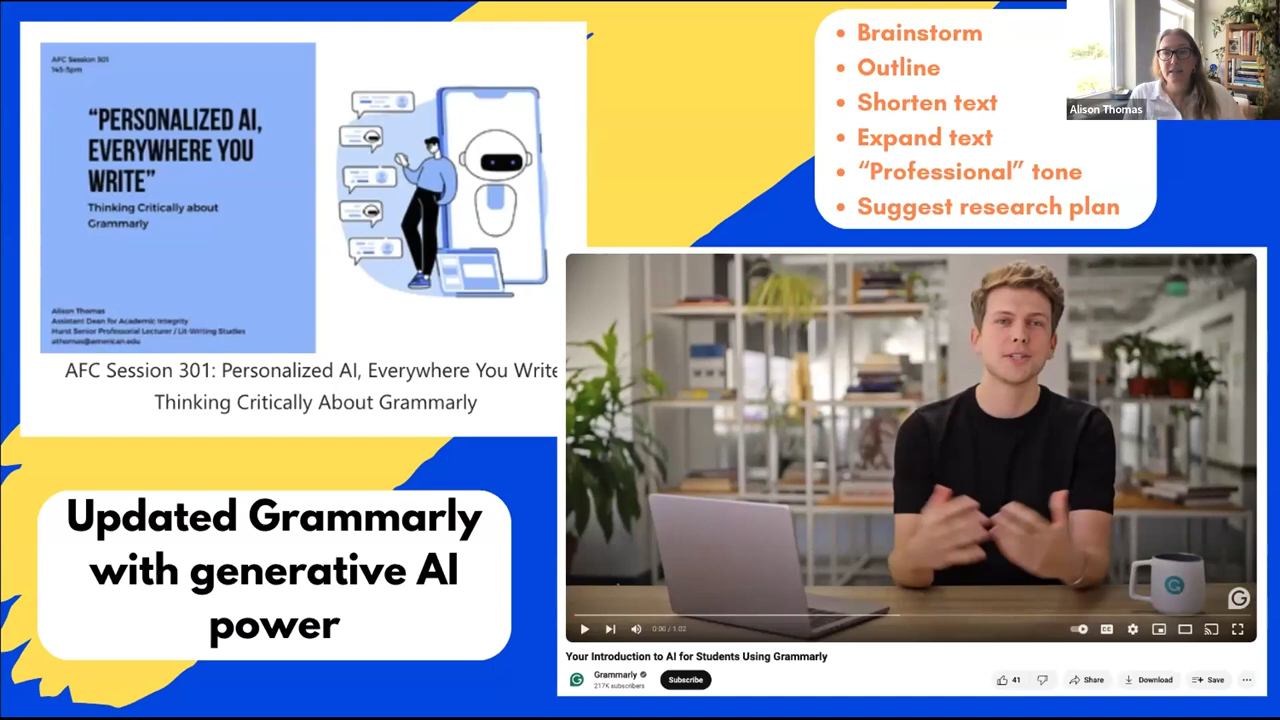 AFC Session 301
145-3pm
“PERSONALIZED AI,
EVERYWHERE YOU
WRITE”
Thinking Critically about
Grammarly
Alison Thomas
Assistant Dean for Academic Integrity
Hurst Senior Professorial Lecturer / Lit-Writing Studies
athomas@american.edu
AFC Session 301: Personalized AI, Everywhere You Write
Thinking Critically About Grammarly
Updated Grammarly
with generative AI
power
• Brainstorm
• Outline
• Shorten text
• Expand text
• “Professional” tone
• Suggest research plan
Alison Thomas
0:00 / 1:02
CC
Your Introduction to AI for Students Using Grammarly
Grammarly
217K subscribers
Subscribe
41
Share
Download
Save